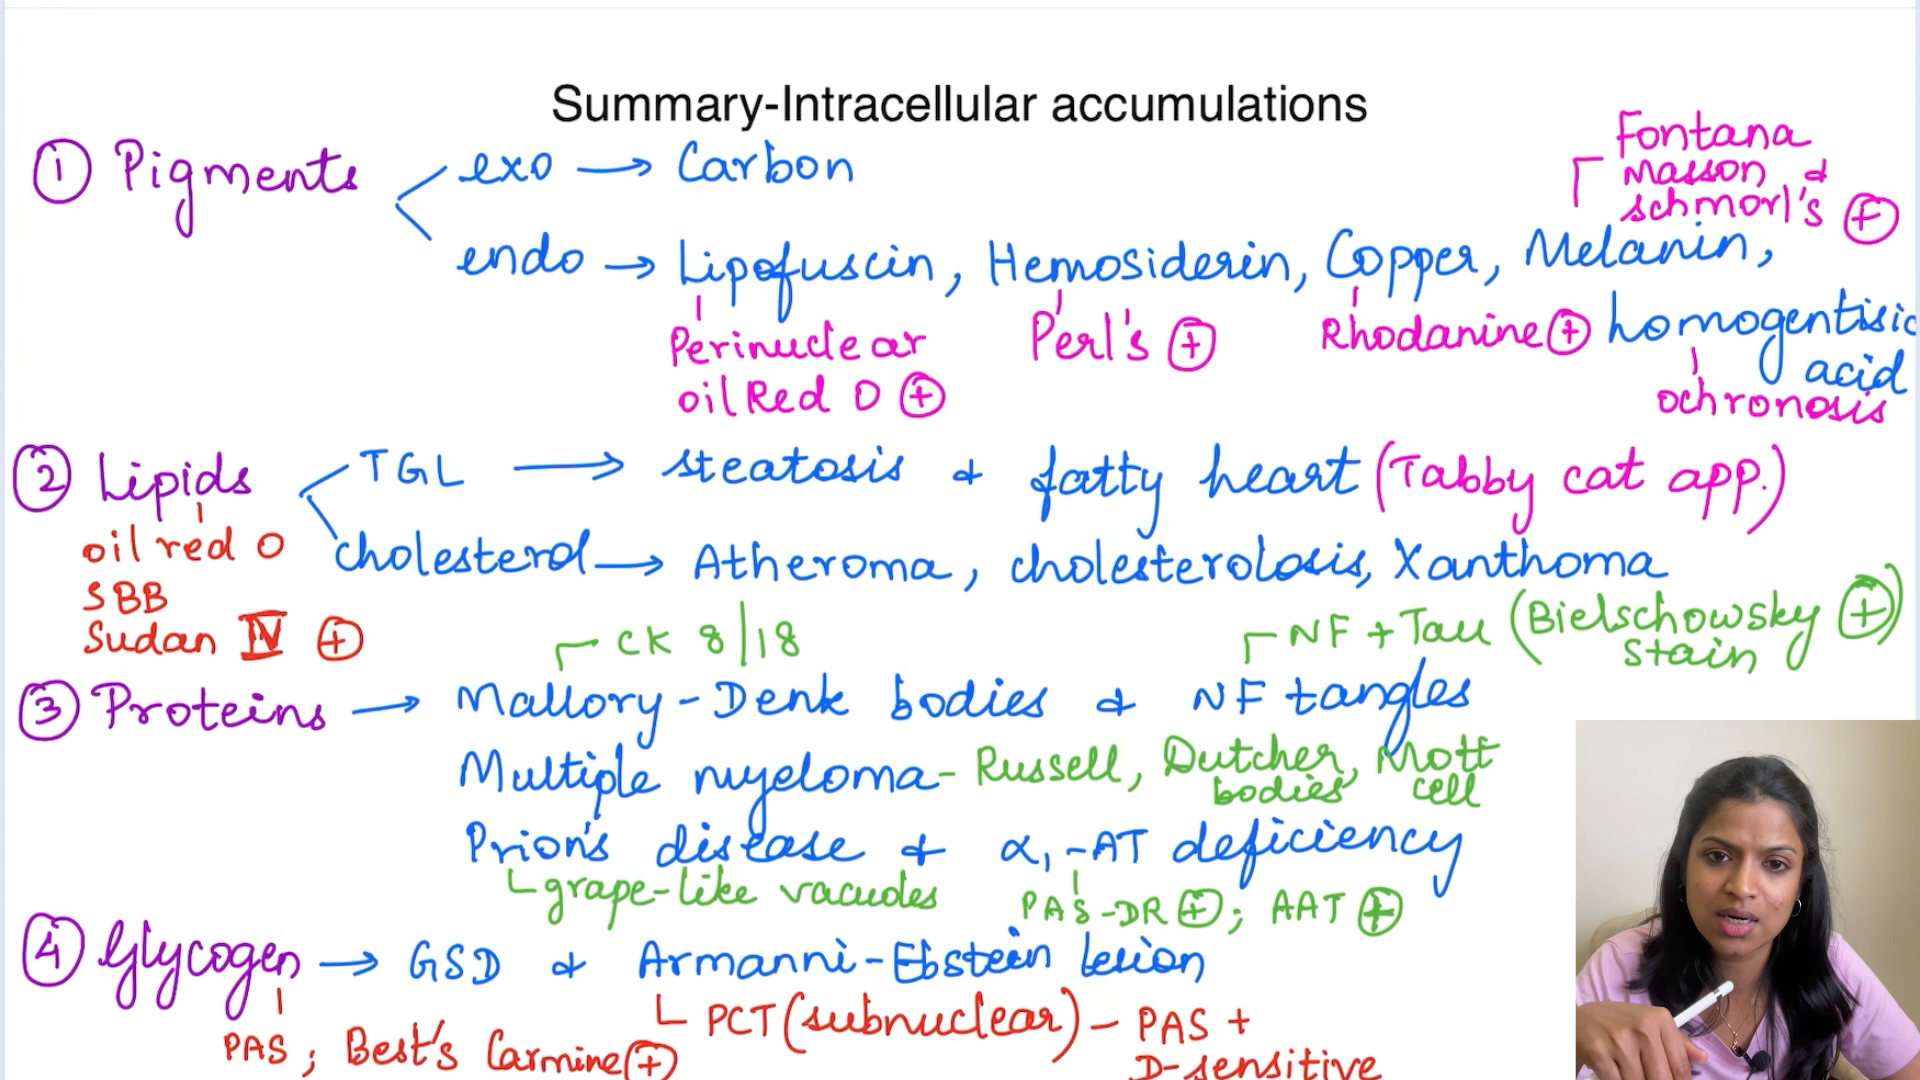 Summary-Intracellular accumulations
① Pigments
exo → Carbon
Fontana
Masson &
schmorl's ⊕
endo → Lipofuscin, Hemosiderin, Copper, Melanin,
homogentisic
acid
Perinuclear
oil Red O ⊕
Perl's ⊕
Rhodanine ⊕
ochronosis
② Lipids
TGL → steatosis & fatty heart (Tabby cat app.)
cholesterol → Atheroma, cholesterolosis, Xanthoma
oil red O
SBB
Sudan IV ⊕
CK 8/18
NF + Tau (Bielschowsky ⊕)
stain
③ Proteins → Mallory-Denk bodies & NF tangles
Multiple myeloma - Russell, Dutcher, Mott
bodies cell
Prion's disease & α₁-AT deficiency
grape-like vacuoles
PAS-DR ⊕; AAT ⊕
④ Glycogen → GSD & Armanni-Ebstein lesion
PAS; Best's Carmine ⊕
PCT (subnuclear) - PAS +
D-sensitive